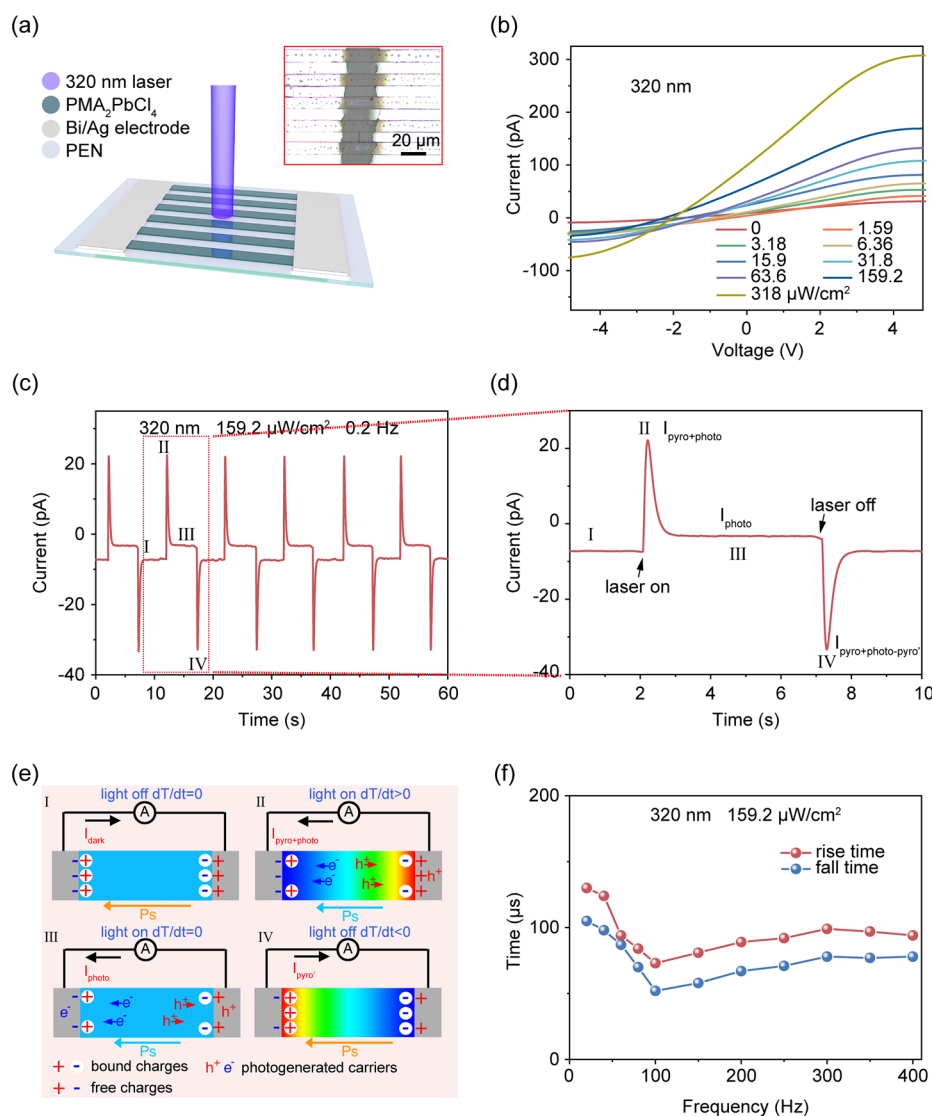 (a)
320 nm laser
PMA₂PbCl₄
Bi/Ag electrode
PEN
20 μm
(b)
320 nm
Current (pA)
300
200
100
0
-100
0 1.59
3.18 6.36
15.9 31.8
63.6 159.2
318 μW/cm²
-4 -2 0 2 4
Voltage (V)
(c)
320 nm 159.2 μW/cm² 0.2 Hz
Current (pA)
20
0
-20
-40
II
III
I
IV
0 10 20 30 40 50 60
Time (s)
(d)
Current (pA)
20
0
-20
-40
II I_pyro+photo
I
I_photo
laser off
laser on
III
IV I_pyro+photo-pyro'
0 2 4 6 8 10
Time (s)
(e)
I
light off dT/dt=0
A
I_dark
- + - +
- + - +
- + - +
Ps
II
light on dT/dt>0
A
I_pyro+photo
- + e⁻ h⁺ - +
e⁻ h⁺ + h⁺
- + - +
Ps
III
light on dT/dt=0
A
I_photo
- + e⁻ h⁺ - +
e⁻ e⁻ h⁺ h⁺
- + - +
Ps
IV
light off dT/dt<0
A
I_pyro'
- + - +
+
- + - +
Ps
+ - bound charges h⁺ e⁻ photogenerated carriers
+ - free charges
(f)
320 nm 159.2 μW/cm²
rise time
fall time
Time (μs)
200
100
0
0 100 200 300 400
Frequency (Hz)